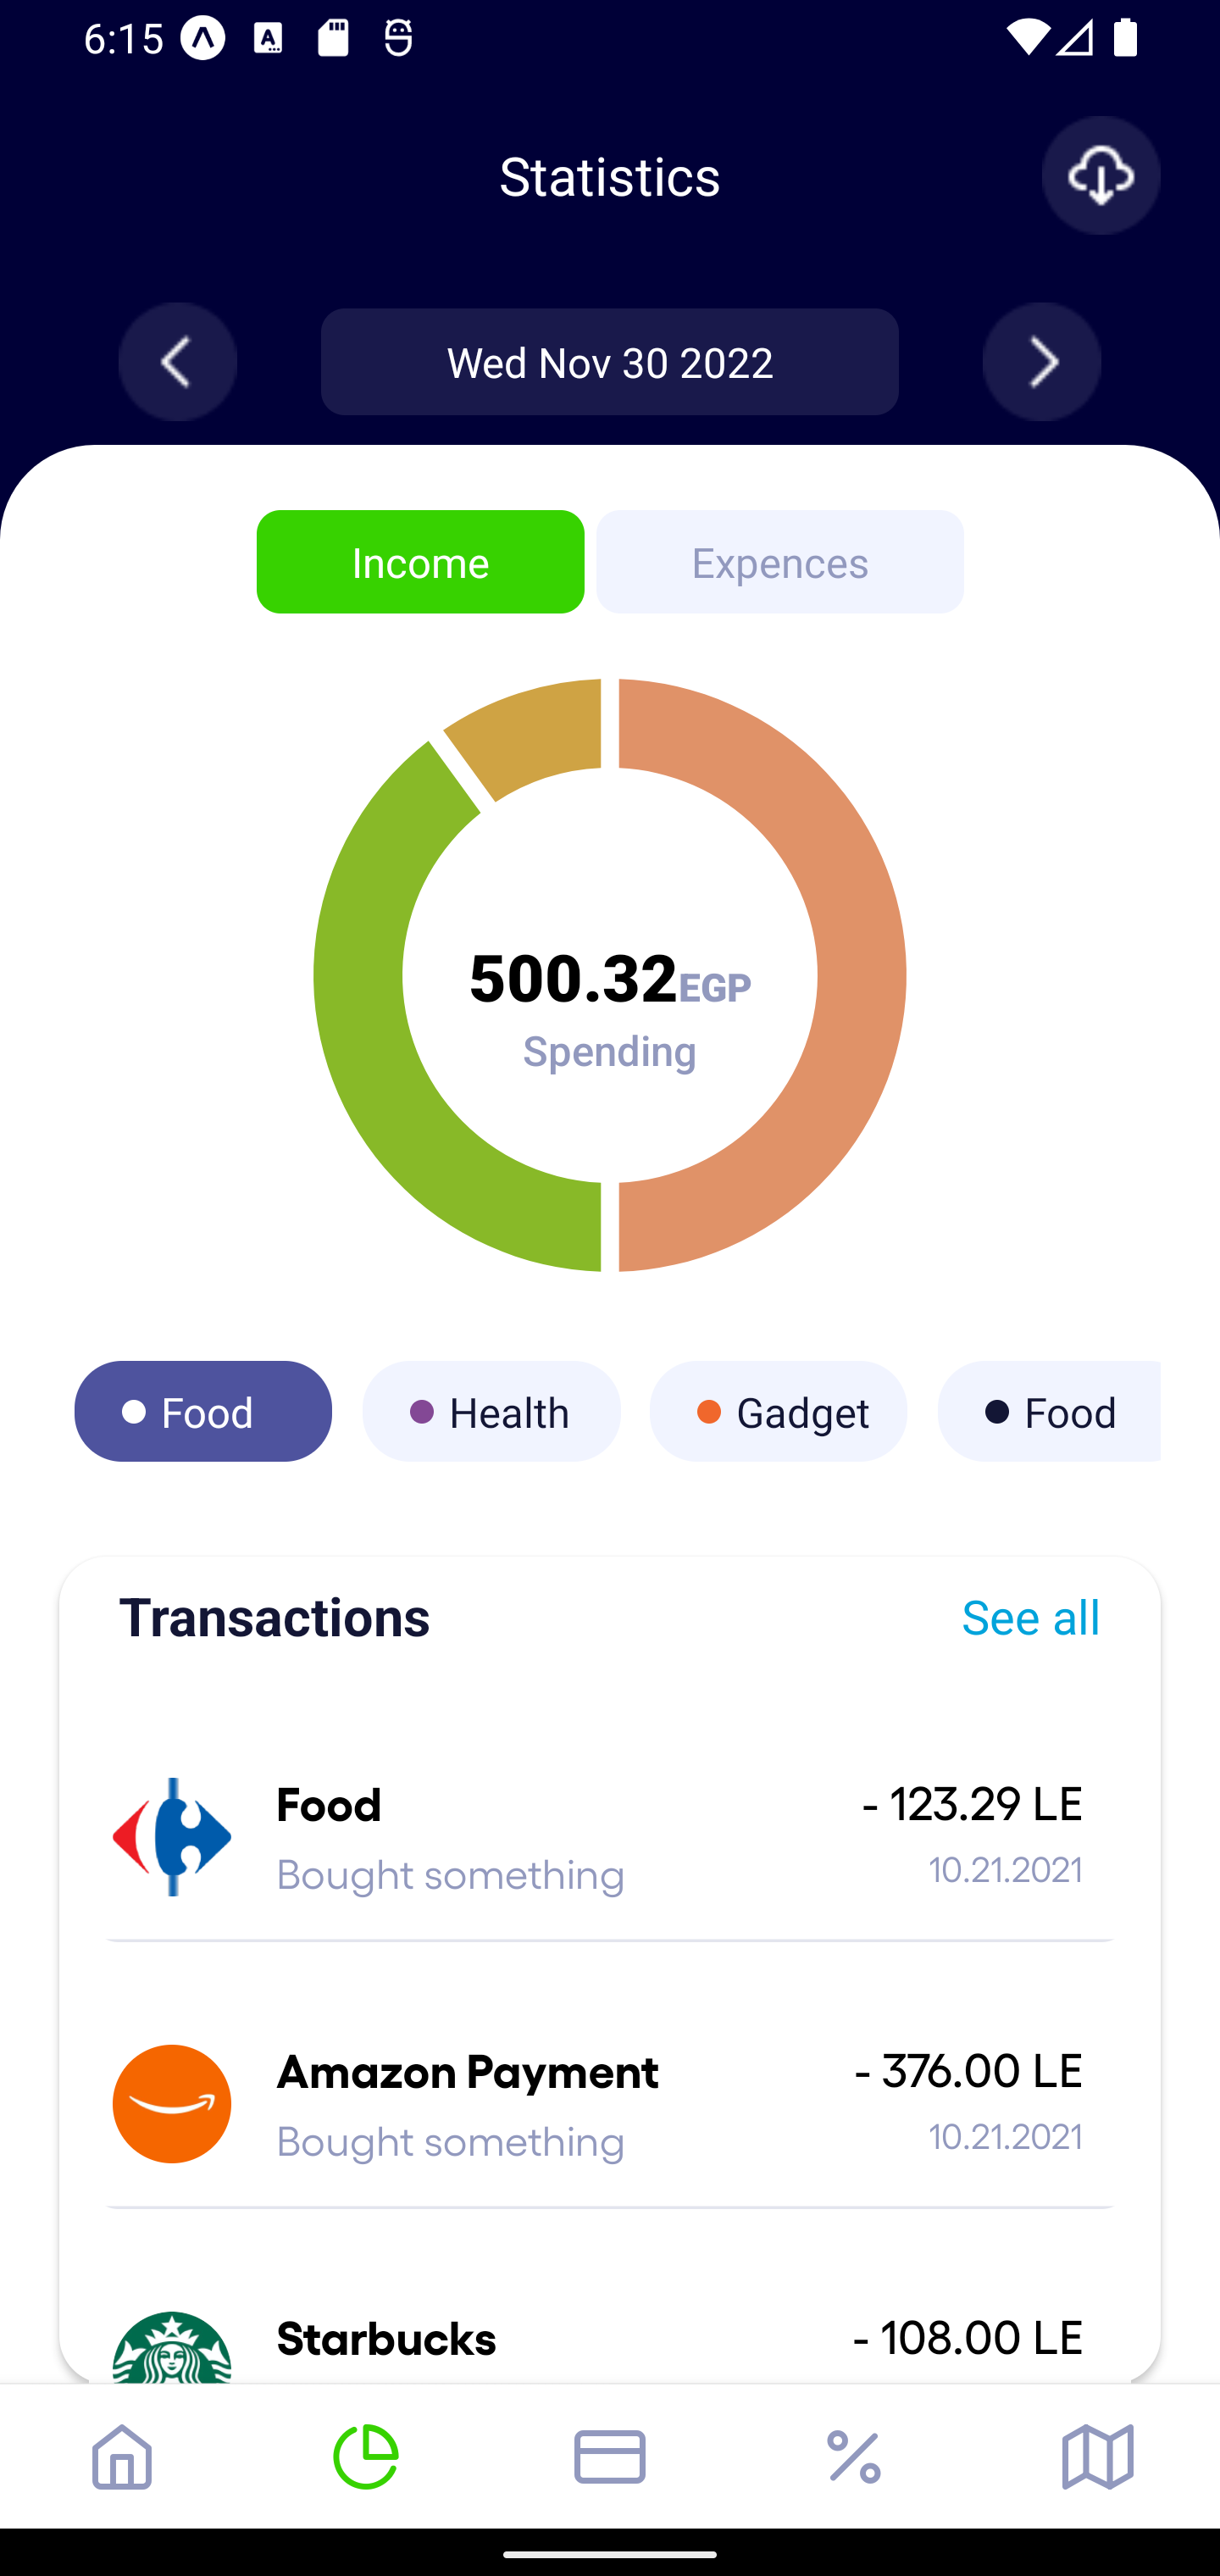 6:15
Statistics
Wed Nov 30 2022
Income
Expences
500.32EGP
Spending
Food
Health
Gadget
Food
Transactions
See all
Food
- 123.29 LE
Bought something
10.21.2021
Amazon Payment
- 376.00 LE
Bought something
10.21.2021
Starbucks
- 108.00 LE